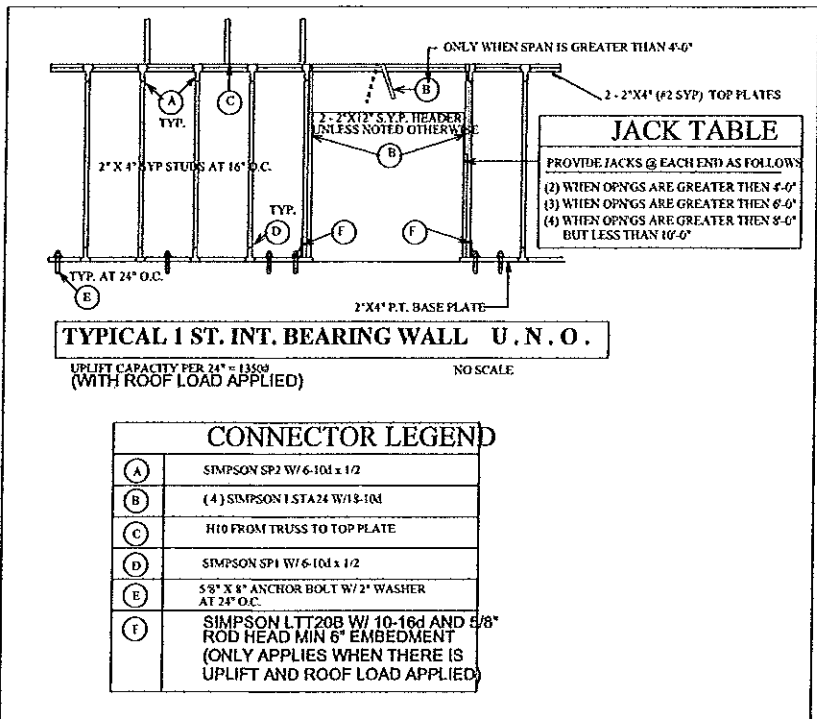 ONLY WHEN SPAN IS GREATER THAN 4'-0"
B
A
TYP.
C
2 - 2"X4" (#2 SYP) TOP PLATES
2 - 2"X12" S.Y.P. HEADER
UNLESS NOTED OTHERWISE
B
2" X 4" SYP STUDS AT 16" O.C.
JACK TABLE
PROVIDE JACKS @ EACH END AS FOLLOWS
(2) WHEN OPN'GS ARE GREATER THEN 4'-0"
(3) WHEN OPN'GS ARE GREATER THEN 6'-0"
(4) WHEN OPN'GS ARE GREATER THEN 8'-0"
BUT LESS THAN 10'-0"
TYP.
D
F
F
TYP. AT 24" O.C.
E
2"X4" P.T. BASE PLATE
TYPICAL 1 ST. INT. BEARING WALL U.N.O.
UPLIFT CAPACITY PER 24" = 1350#
(WITH ROOF LOAD APPLIED)
NO SCALE
CONNECTOR LEGEND
A SIMPSON SP2 W/ 6-10d x 1/2
B (4) SIMPSON LSTA24 W/18-10d
C H10 FROM TRUSS TO TOP PLATE
D SIMPSON SP1 W/ 6-10d x 1/2
E 5/8" X 8" ANCHOR BOLT W/ 2" WASHER
AT 24" O.C.
F SIMPSON LTT20B W/ 10-16d AND 5/8"
ROD HEAD MIN 6" EMBEDMENT
(ONLY APPLIES WHEN THERE IS
UPLIFT AND ROOF LOAD APPLIED)